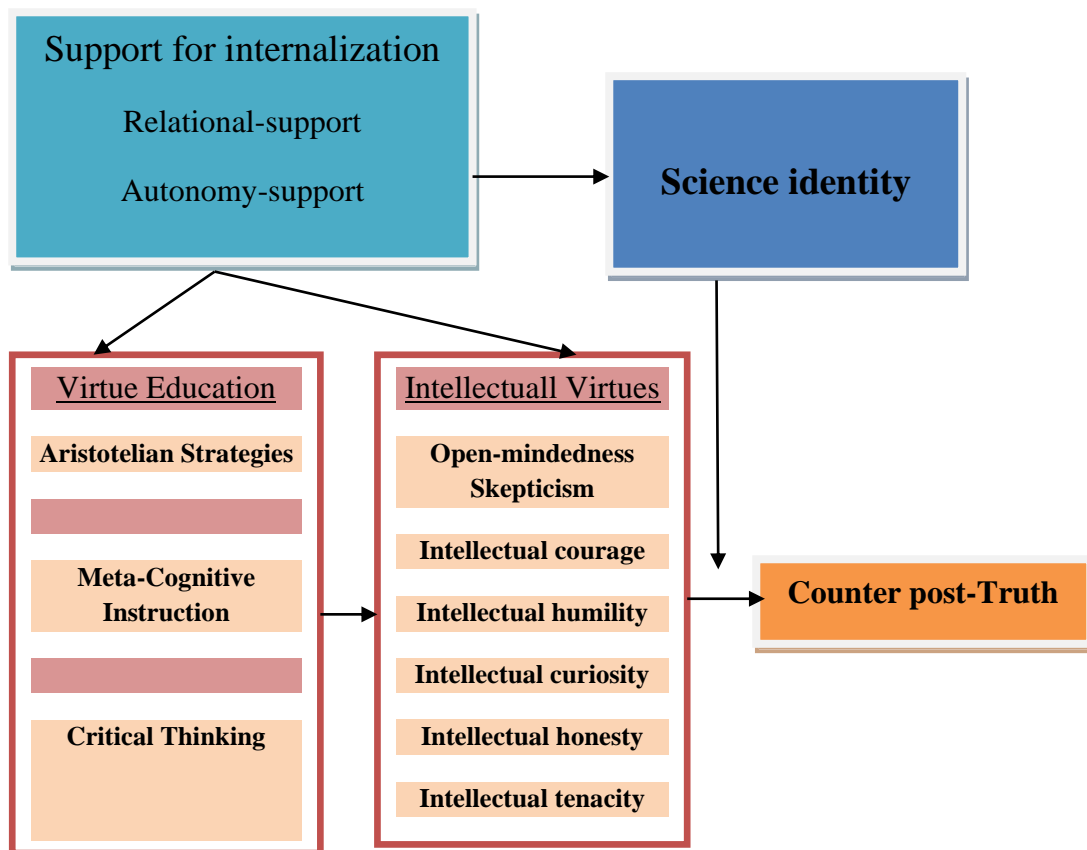 Support for internalization
Relational-support
Autonomy-support
Science identity
Virtue Education
Aristotelian Strategies
Meta-Cognitive
Instruction
Critical Thinking
Intellectuall Virtues
Open-mindedness
Skepticism
Intellectual courage
Intellectual humility
Intellectual curiosity
Intellectual honesty
Intellectual tenacity
Counter post-Truth